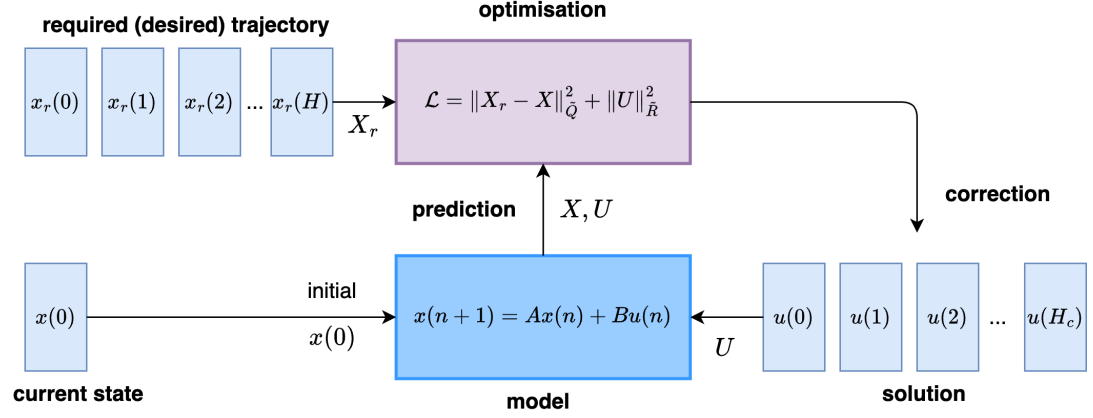 optimisation
required (desired) trajectory
x_r(0) x_r(1) x_r(2) ... x_r(H)
X_r
ℒ = ‖X_r − X‖²_Q̃ + ‖U‖²_R̃
correction
prediction
X, U
x(0)
initial
x(0)
x(n + 1) = Ax(n) + Bu(n)
U
u(0) u(1) u(2) ... u(H_c)
current state
model
solution